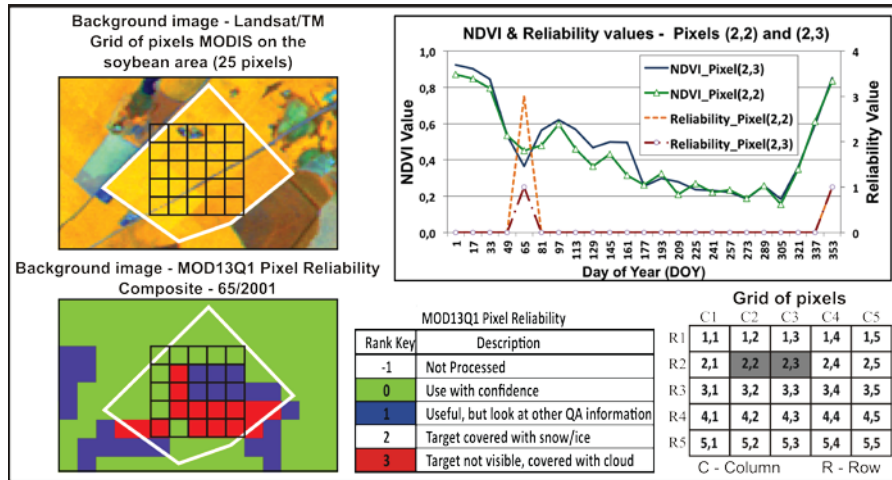 Background image - Landsat/TM
Grid of pixels MODIS on the
soybean area (25 pixels)
NDVI & Reliability values - Pixels (2,2) and (2,3)
NDVI Value
1,0
0,8
0,6
0,4
0,2
0,0
NDVI_Pixel(2,3)
NDVI_Pixel(2,2)
Reliability_Pixel(2,2)
Reliability_Pixel(2,3)
4
3
2
1
0
Reliability Value
1 17 33 49 65 81 97 113 129 145 161 177 193 209 225 241 257 273 289 305 321 337 353
Day of Year (DOY)
Background image - MOD13Q1 Pixel Reliability
Composite - 65/2001
MOD13Q1 Pixel Reliability
Rank Key Description
-1 Not Processed
0 Use with confidence
1 Useful, but look at other QA information
2 Target covered with snow/ice
3 Target not visible, covered with cloud
Grid of pixels
C1 C2 C3 C4 C5
R1 1,1 1,2 1,3 1,4 1,5
R2 2,1 2,2 2,3 2,4 2,5
R3 3,1 3,2 3,3 3,4 3,5
R4 4,1 4,2 4,3 4,4 4,5
R5 5,1 5,2 5,3 5,4 5,5
C - Column R - Row